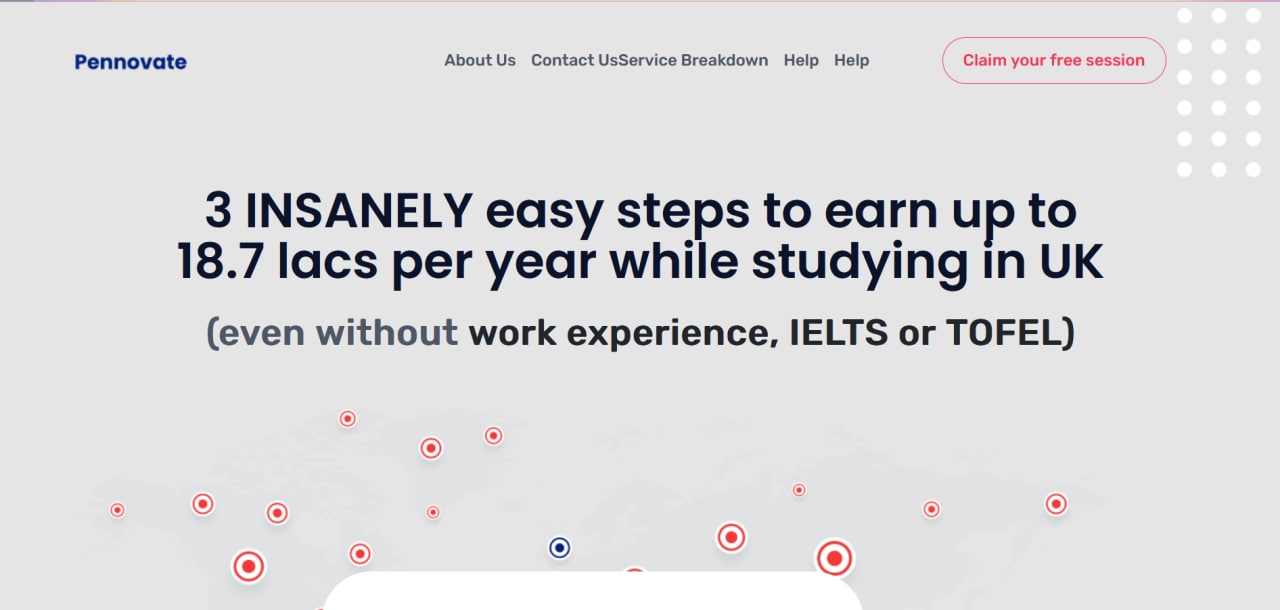 Pennovate
About Us Contact UsService Breakdown Help Help
Claim your free session
3 INSANELY easy steps to earn up to
18.7 lacs per year while studying in UK
(even without work experience, IELTS or TOFEL)